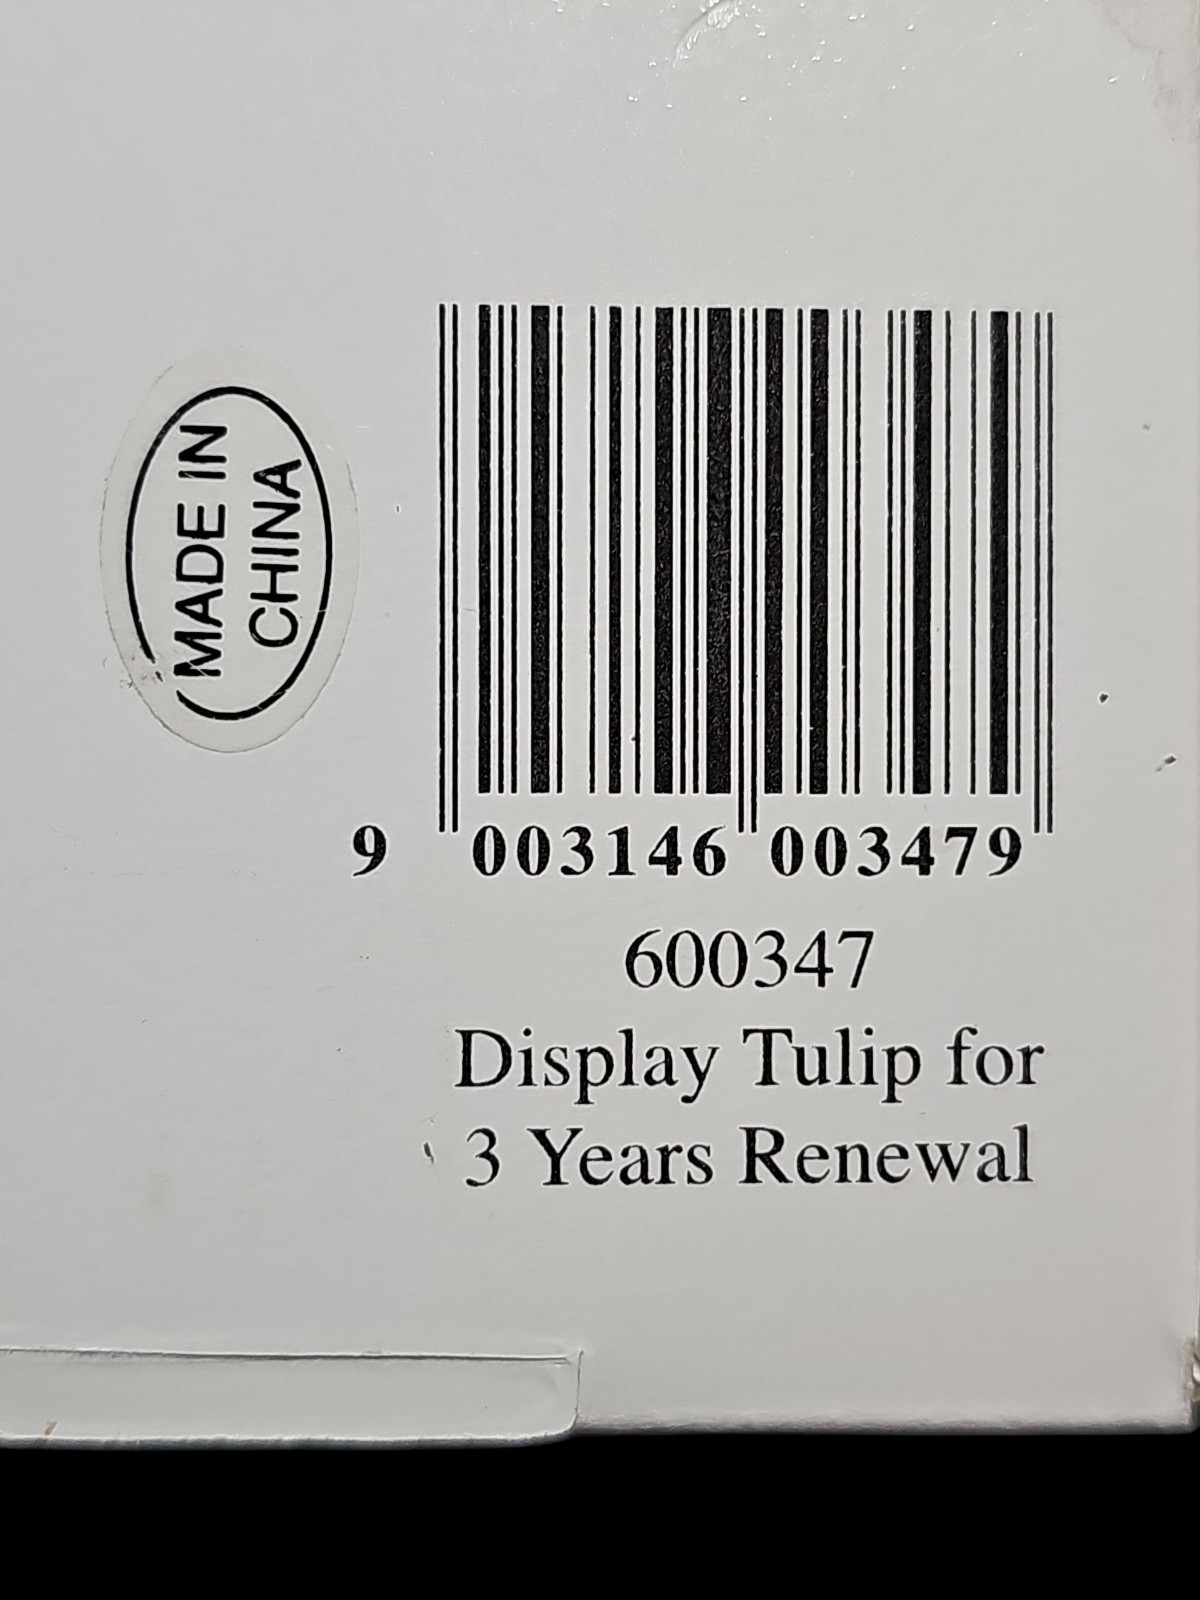 MADE IN
CHINA
9 003146 003479
600347
Display Tulip for
3 Years Renewal